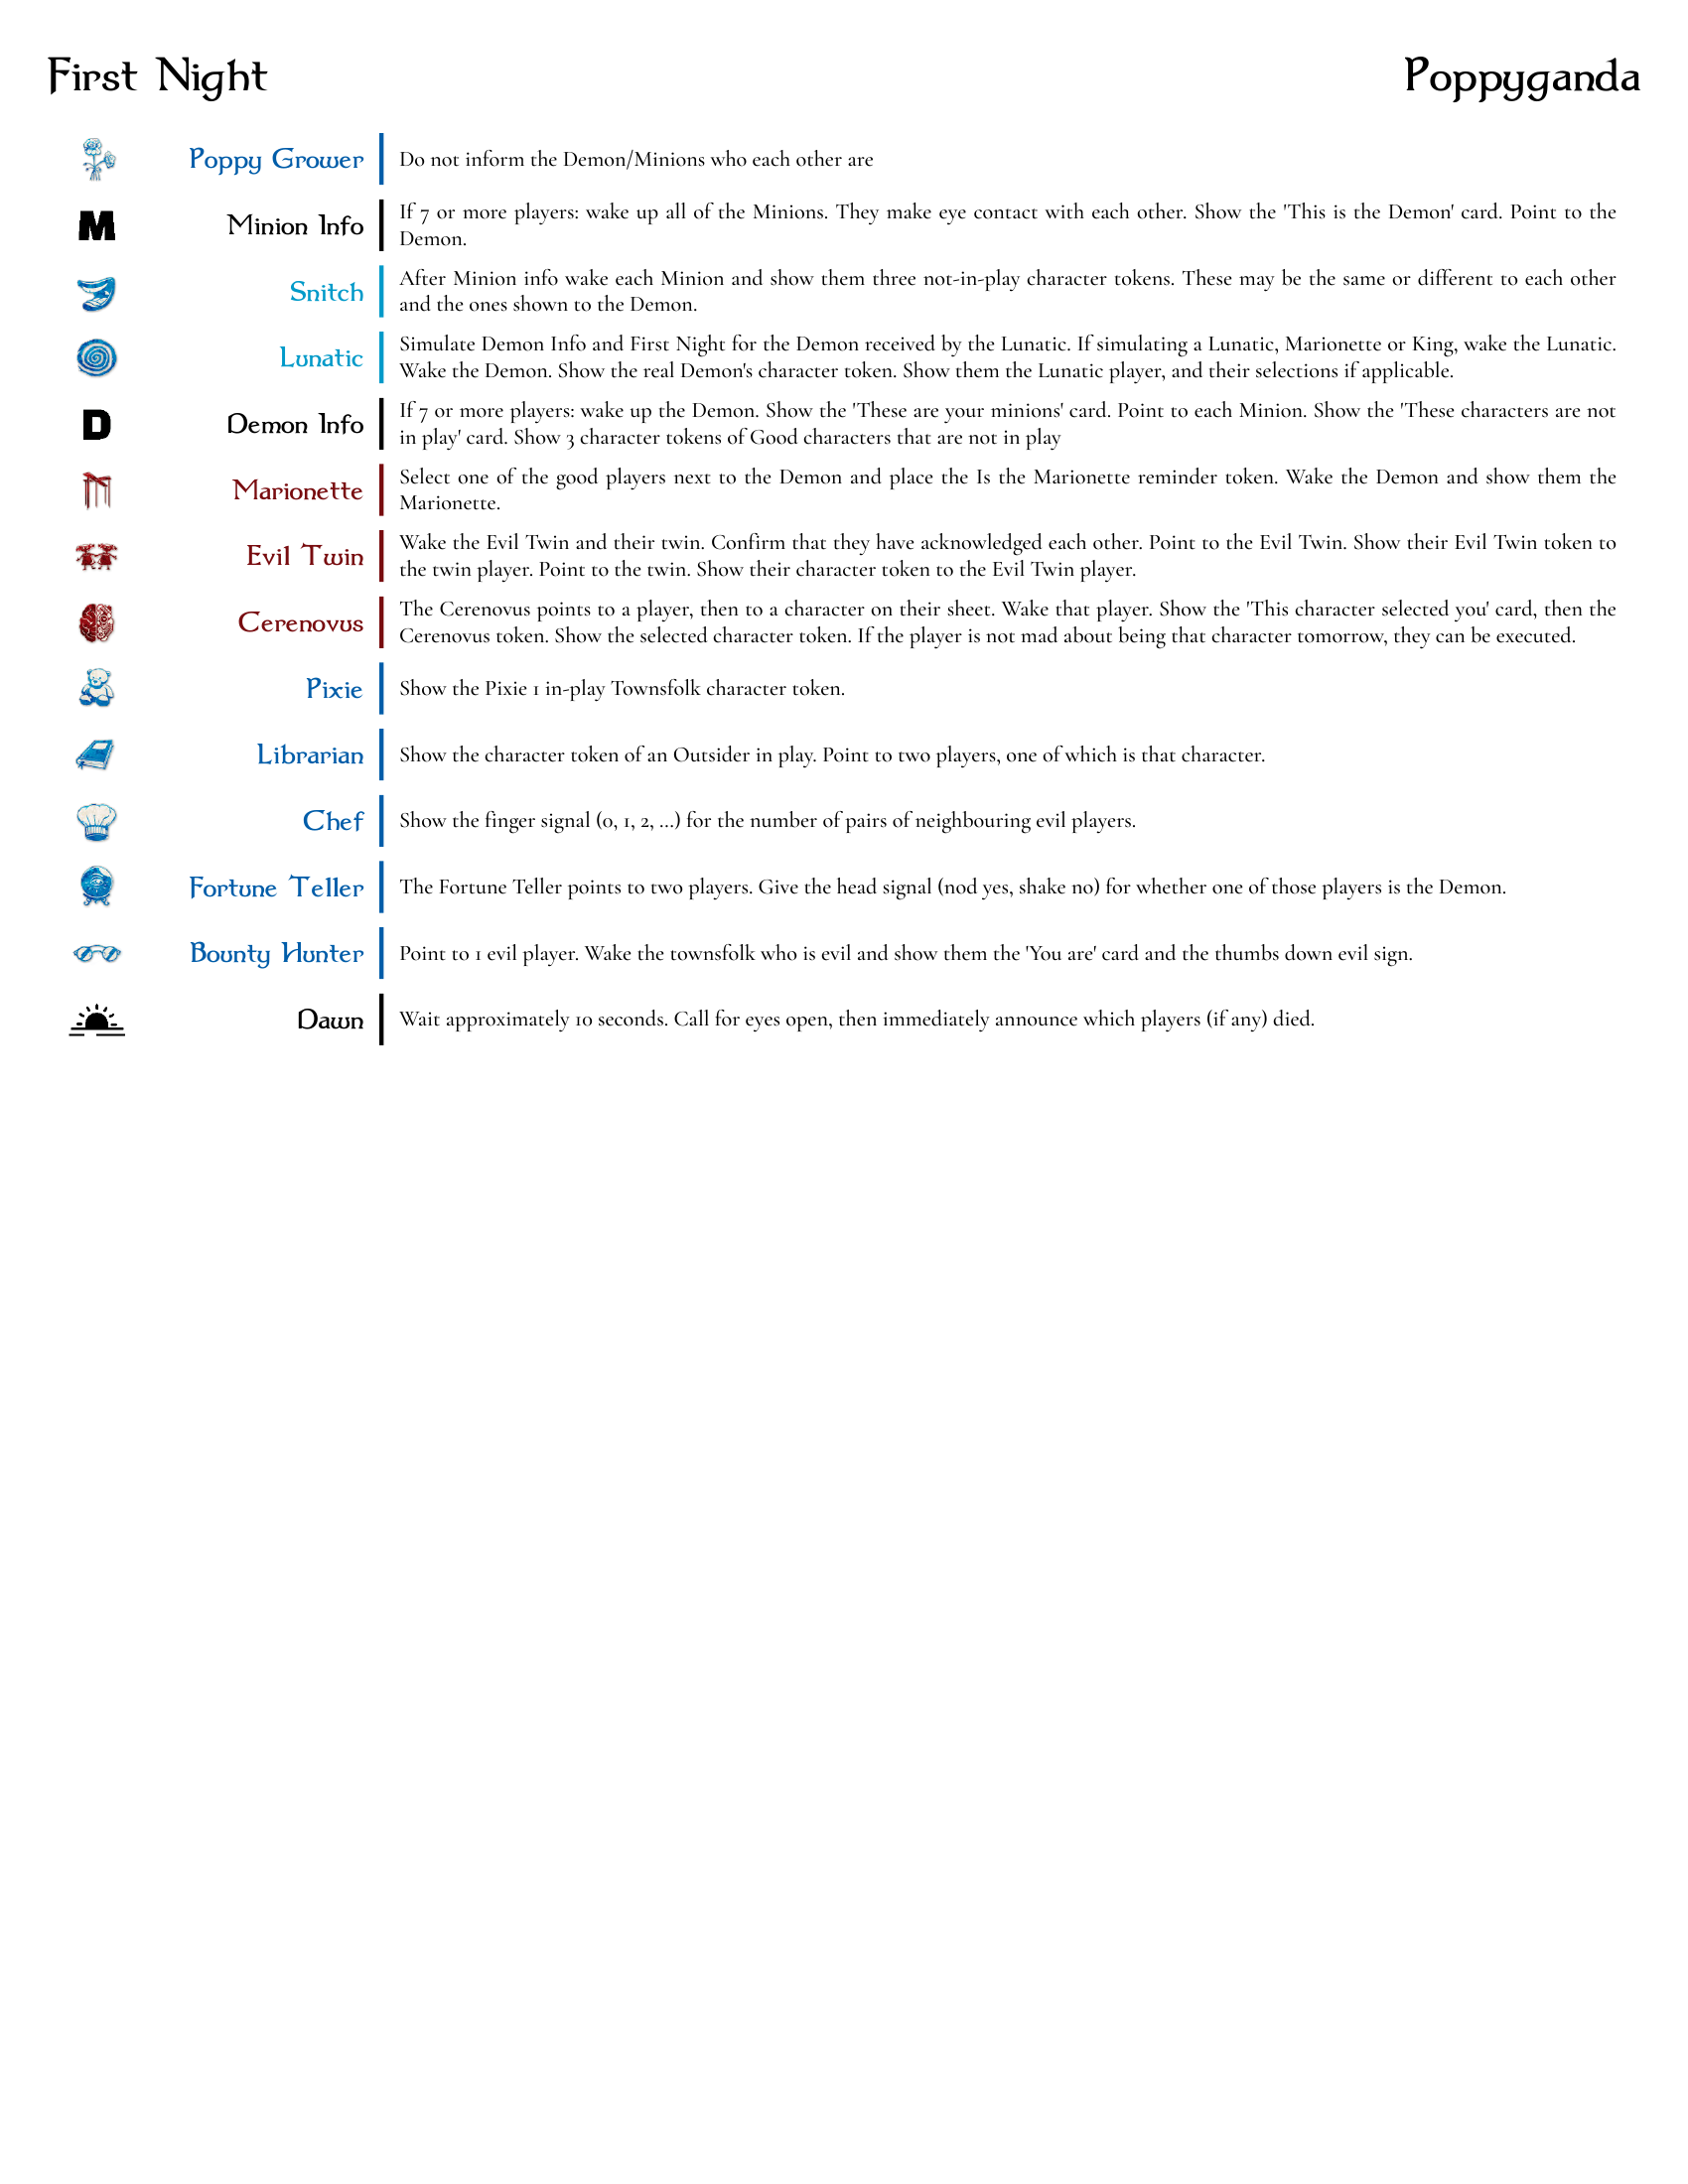 First Night
Poppyganda
Poppy Grower
Do not inform the Demon/Minions who each other are
M
Minion Info
If 7 or more players: wake up all of the Minions. They make eye contact with each other. Show the 'This is the Demon' card. Point to the
Demon.
Snitch
After Minion info wake each Minion and show them three not-in-play character tokens. These may be the same or different to each other
and the ones shown to the Demon.
Lunatic
Simulate Demon Info and First Night for the Demon received by the Lunatic. If simulating a Lunatic, Marionette or King, wake the Lunatic.
Wake the Demon. Show the real Demon's character token. Show them the Lunatic player, and their selections if applicable.
D
Demon Info
If 7 or more players: wake up the Demon. Show the 'These are your minions' card. Point to each Minion. Show the 'These characters are not
in play' card. Show 3 character tokens of Good characters that are not in play
Marionette
Select one of the good players next to the Demon and place the Is the Marionette reminder token. Wake the Demon and show them the
Marionette.
Evil Twin
Wake the Evil Twin and their twin. Confirm that they have acknowledged each other. Point to the Evil Twin. Show their Evil Twin token to
the twin player. Point to the twin. Show their character token to the Evil Twin player.
Cerenovus
The Cerenovus points to a player, then to a character on their sheet. Wake that player. Show the 'This character selected you' card, then the
Cerenovus token. Show the selected character token. If the player is not mad about being that character tomorrow, they can be executed.
Pixie
Show the Pixie 1 in-play Townsfolk character token.
Librarian
Show the character token of an Outsider in play. Point to two players, one of which is that character.
Chef
Show the finger signal (0, 1, 2, ...) for the number of pairs of neighbouring evil players.
Fortune Teller
The Fortune Teller points to two players. Give the head signal (nod yes, shake no) for whether one of those players is the Demon.
Bounty Hunter
Point to 1 evil player. Wake the townsfolk who is evil and show them the 'You are' card and the thumbs down evil sign.
Dawn
Wait approximately 10 seconds. Call for eyes open, then immediately announce which players (if any) died.